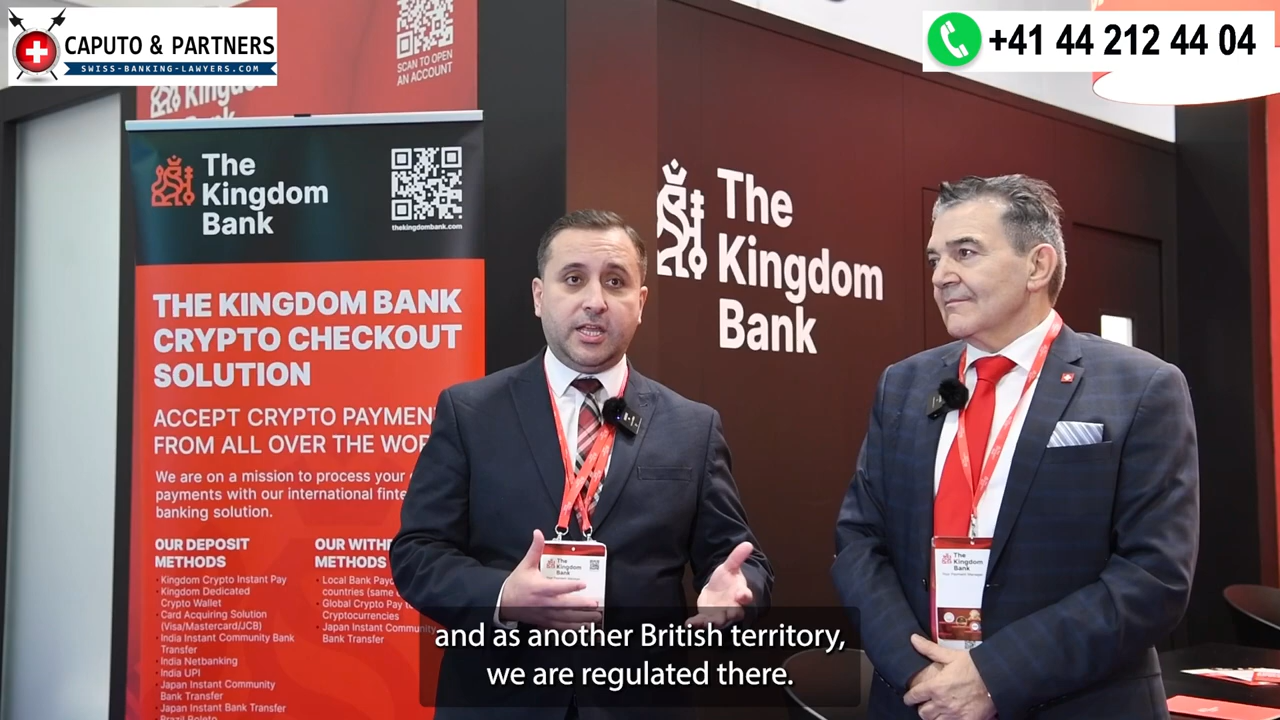 CAPUTO & PARTNERS
SWISS-BANKING-LAWYERS.COM
+41 44 212 44 04
SCAN TO OPEN
AN ACCOUNT
Kingdom
The
Kingdom
Bank
thekingdombank.com
THE KINGDOM BANK
CRYPTO CHECKOUT
SOLUTION
ACCEPT CRYPTO
FROM ALL OVER THE
We are on a mission to process your
payments with our international
banking solution.
OUR DEPOSIT
METHODS
· Kingdom Crypto Instant Pay
· Kingdom Dedicated
Crypto Wallet
· Card Acquiring Solution
(Visa/Mastercard/JCB)
· India Instant Community Bank
Transfer
· India Netbanking
· India UPI
· Japan Instant Community
Bank Transfer
· Japan Instant Bank Transfer
· Brazil Boleto
OUR
METHODS
· Local Bank
countries (same
· Global Crypto Pay
Cryptocurrencies
· Japan Instant Community
Bank Transfer
The
Kingdom
Bank
The
Kingdom
Bank
The
Kingdom
Bank
and as another British territory,
we are regulated there.